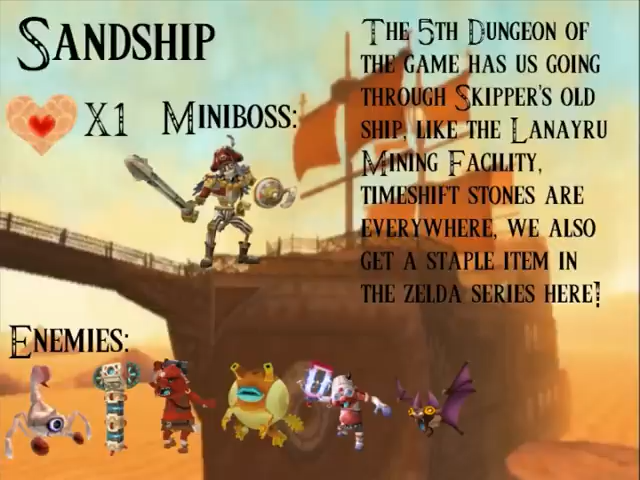 Sandship
X1 Miniboss:
The 5th Dungeon of
the game has us going
through Skipper's old
ship, like the Lanayru
Mining Facility,
timeshift stones are
everywhere, we also
get a staple item in
the zelda series here!
Enemies: